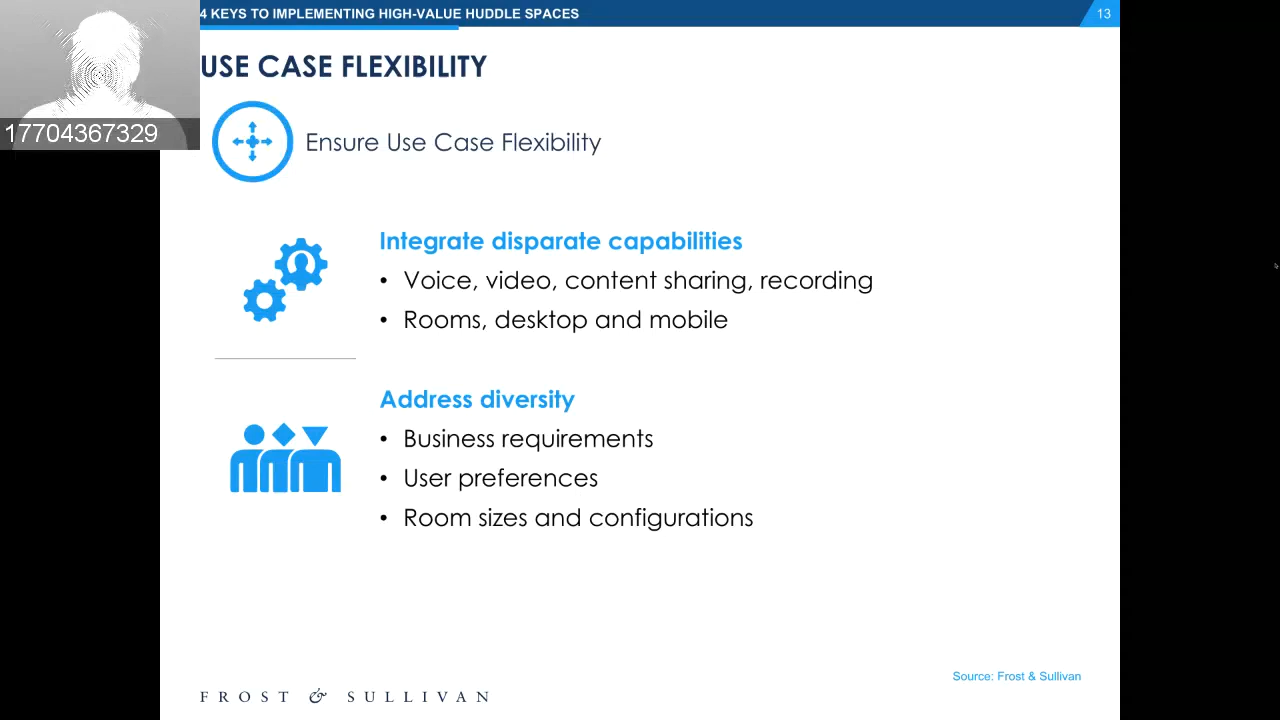 4 KEYS TO IMPLEMENTING HIGH-VALUE HUDDLE SPACES
13
USE CASE FLEXIBILITY
17704367329
Ensure Use Case Flexibility
Integrate disparate capabilities
• Voice, video, content sharing, recording
• Rooms, desktop and mobile
Address diversity
• Business requirements
• User preferences
• Room sizes and configurations
Source: Frost & Sullivan
FROST & SULLIVAN